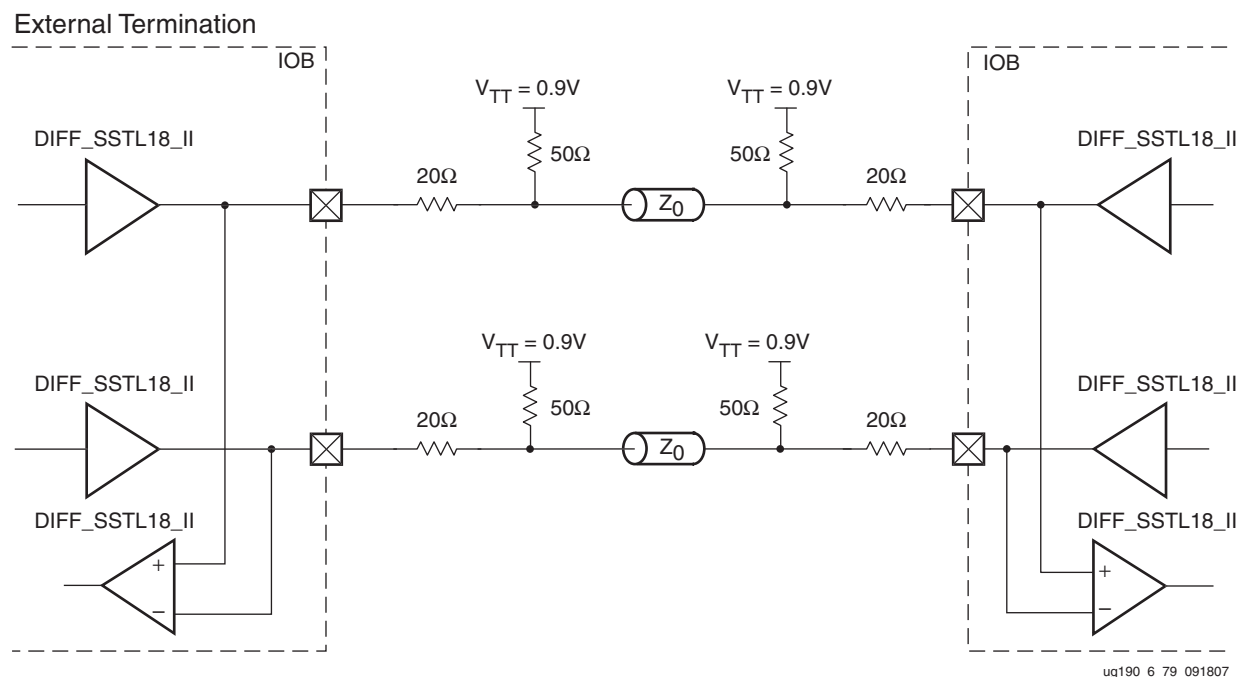 External Termination
IOB
IOB
V_TT = 0.9V
V_TT = 0.9V
DIFF_SSTL18_II
DIFF_SSTL18_II
50Ω
50Ω
20Ω
20Ω
Z_0
V_TT = 0.9V
V_TT = 0.9V
DIFF_SSTL18_II
DIFF_SSTL18_II
50Ω
50Ω
20Ω
20Ω
Z_0
DIFF_SSTL18_II
DIFF_SSTL18_II
+
+
–
–
ug190_6_79_091807